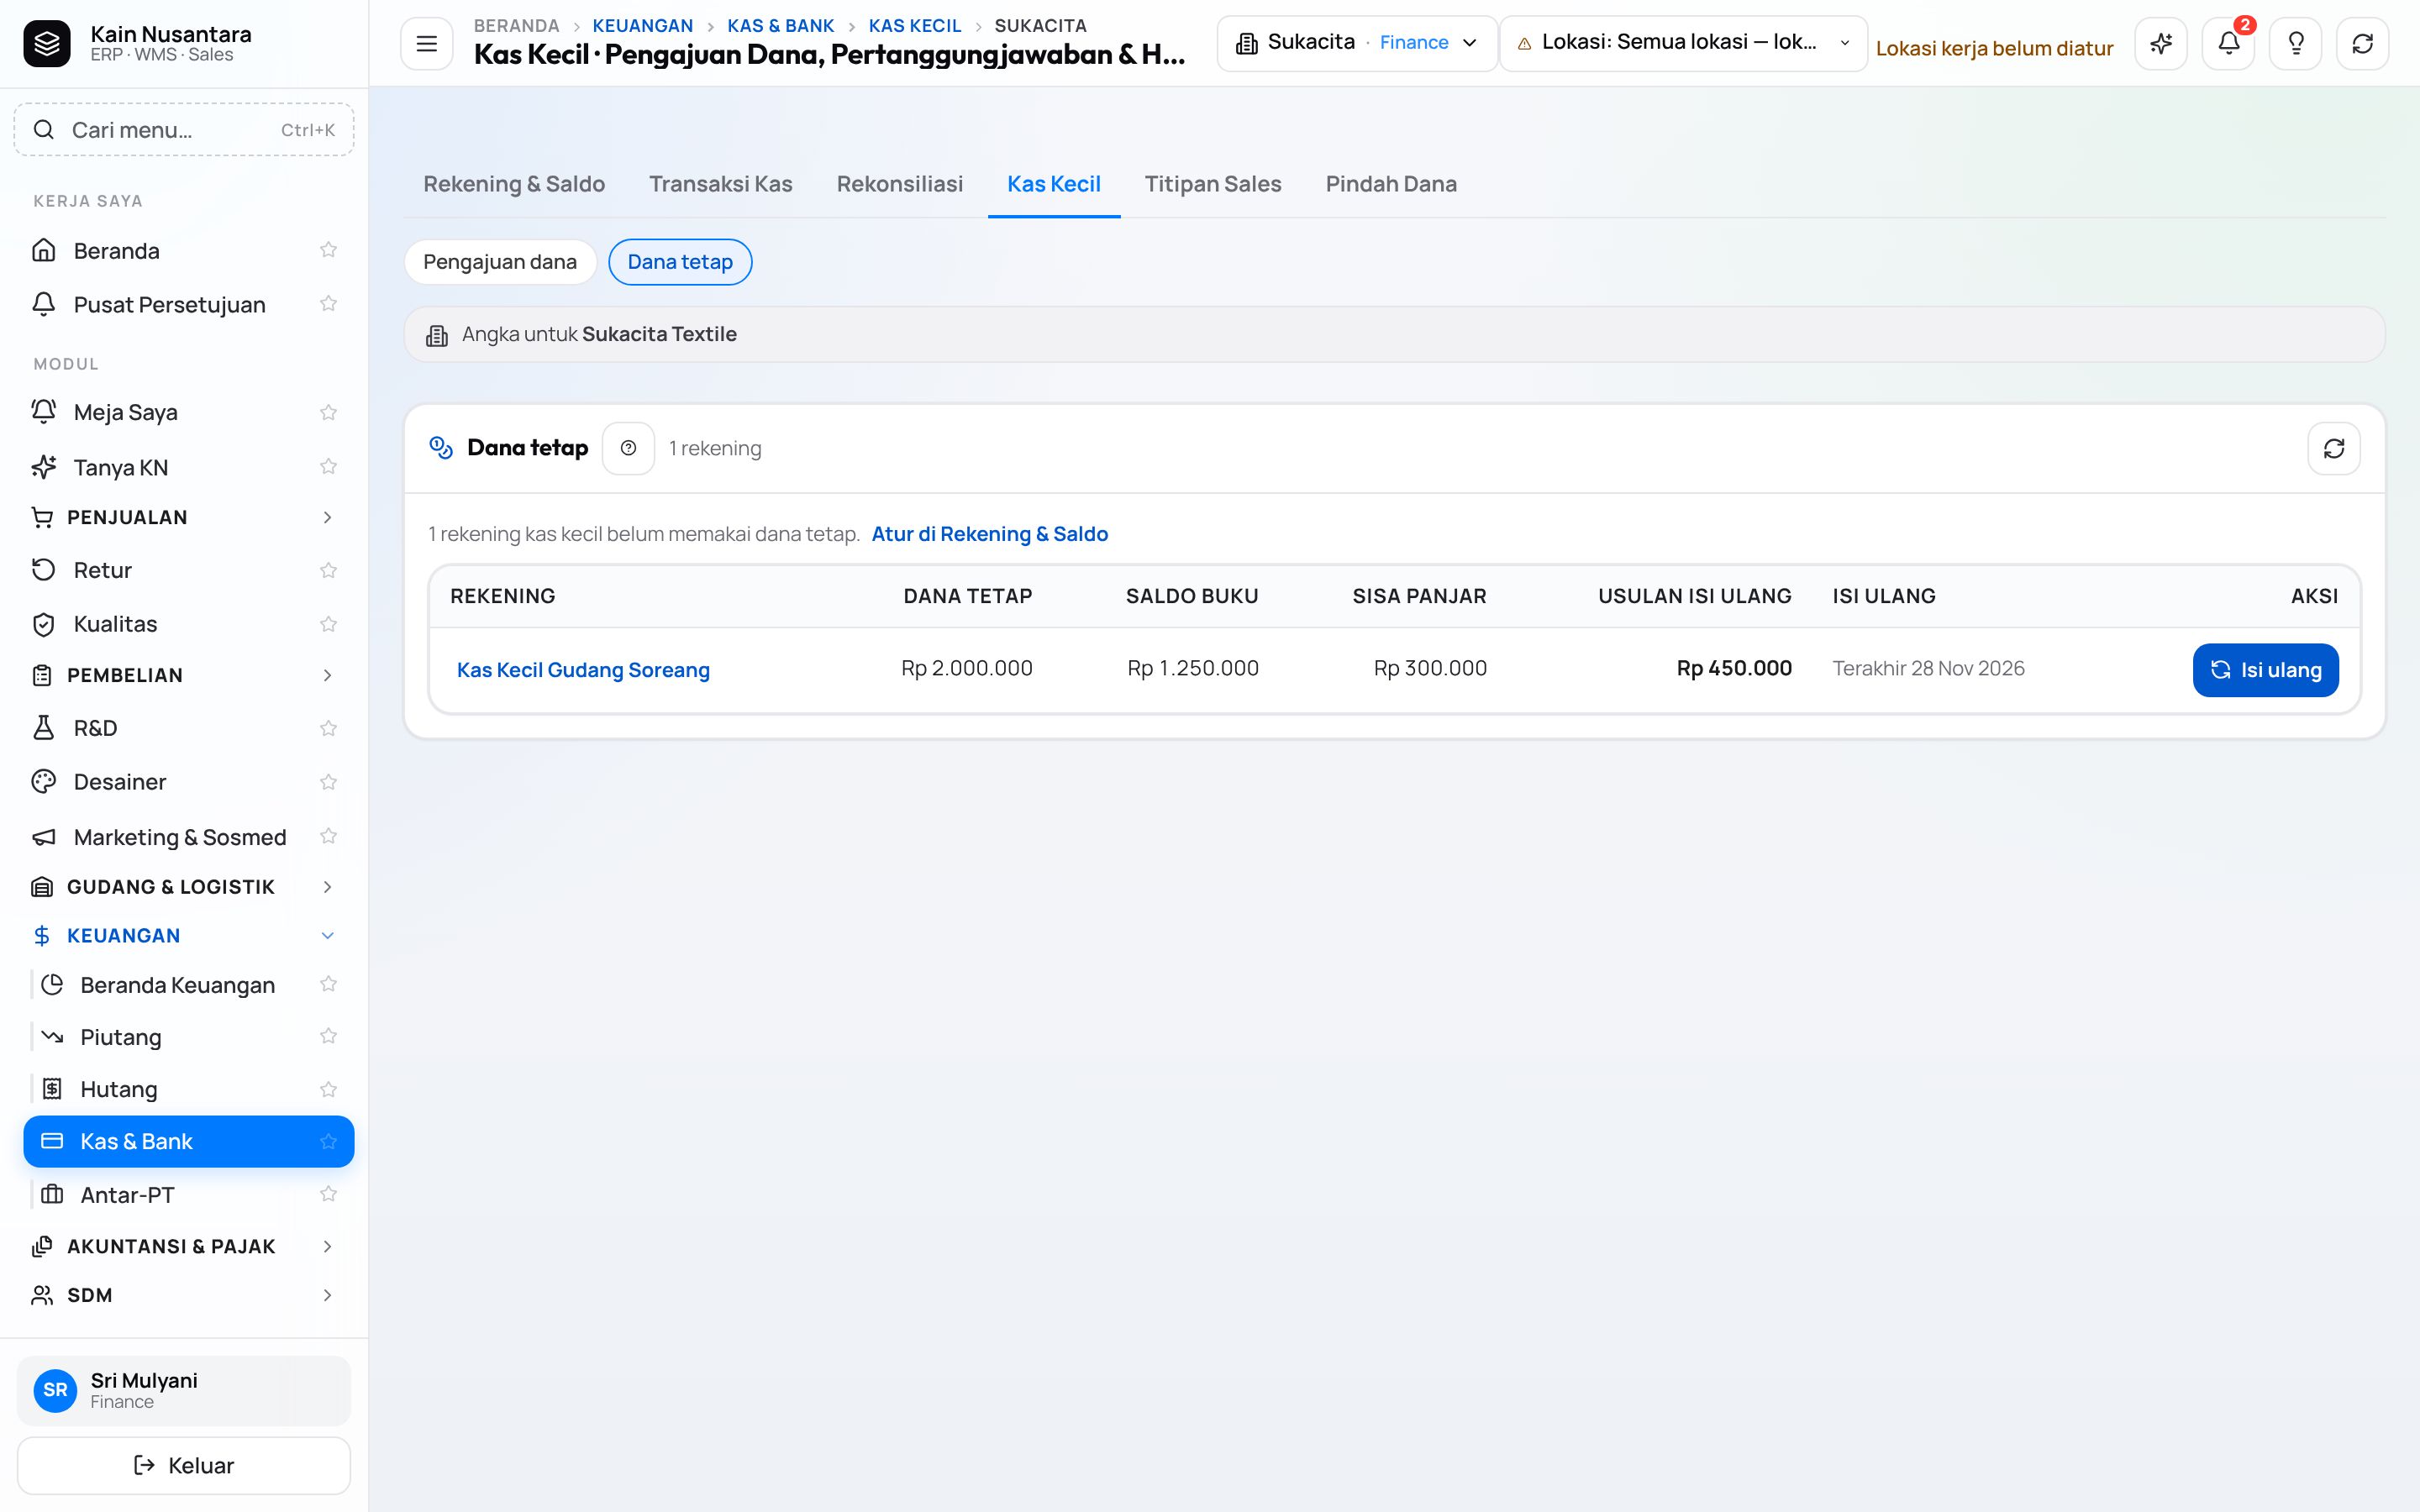 Kain Nusantara
ERP · WMS · Sales
Cari menu... Ctrl+K
KERJA SAYA
Beranda
Pusat Persetujuan
MODUL
Meja Saya
Tanya KN
PENJUALAN
Retur
Kualitas
PEMBELIAN
R&D
Desainer
Marketing & Sosmed
GUDANG & LOGISTIK
KEUANGAN
Beranda Keuangan
Piutang
Hutang
Kas & Bank
Antar-PT
AKUNTANSI & PAJAK
SDM
SR
Sri Mulyani
Finance
Keluar
BERANDA > KEUANGAN > KAS & BANK > KAS KECIL > SUKACITA
Kas Kecil · Pengajuan Dana, Pertanggungjawaban & H...
Sukacita · Finance
Lokasi: Semua lokasi — lok...
Lokasi kerja belum diatur
2
Rekening & Saldo Transaksi Kas Rekonsiliasi Kas Kecil Titipan Sales Pindah Dana
Pengajuan dana Dana tetap
Angka untuk Sukacita Textile
Dana tetap 1 rekening
1 rekening kas kecil belum memakai dana tetap. Atur di Rekening & Saldo
REKENING DANA TETAP SALDO BUKU SISA PANJAR USULAN ISI ULANG ISI ULANG AKSI
Kas Kecil Gudang Soreang Rp 2.000.000 Rp 1.250.000 Rp 300.000 Rp 450.000 Terakhir 28 Nov 2026 Isi ulang